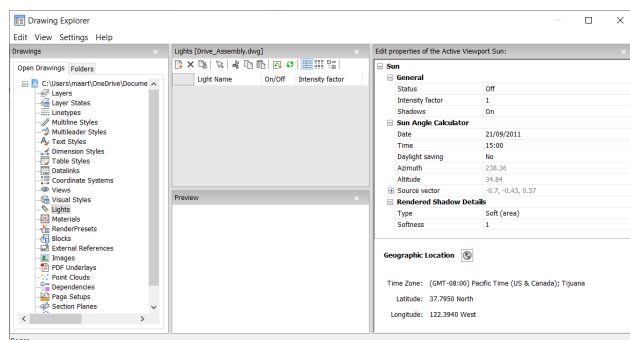 Drawing Explorer
Edit View Settings Help
Drawings
Open Drawings Folders
C:\Users\maart\OneDrive\Docume
Layers
Layer States
Linetypes
Multiline Styles
Multileader Styles
Text Styles
Dimension Styles
Table Styles
Datalinks
Coordinate Systems
Views
Visual Styles
Lights
Materials
RenderPresets
Blocks
External References
Images
PDF Underlays
Point Clouds
Dependencies
Page Setups
Section Planes
Lights [Drive_Assembly.dwg]
Light Name On/Off Intensity factor
Preview
Edit properties of the Active Viewport Sun:
Sun
General
Status Off
Intensity factor 1
Shadows On
Sun Angle Calculator
Date 21/09/2011
Time 15:00
Daylight saving No
Azimuth 238.36
Altitude 34.84
Source vector -0.7, -0.43, 0.57
Rendered Shadow Details
Type Soft (area)
Softness 1
Geographic Location
Time Zone: (GMT-08:00) Pacific Time (US & Canada); Tijuana
Latitude: 37.7950 North
Longitude: 122.3940 West